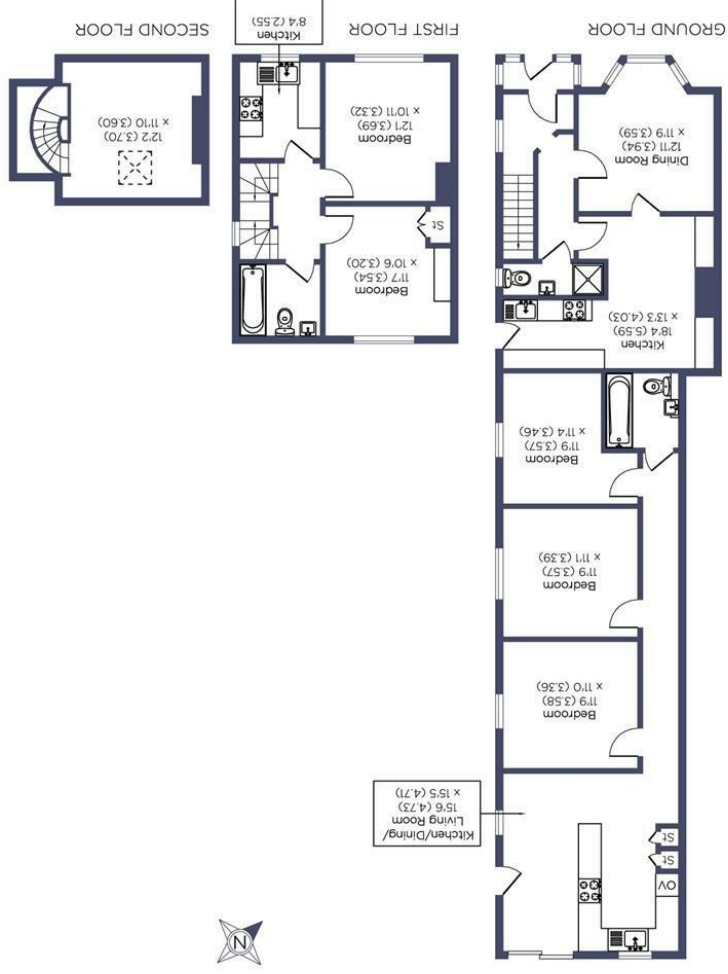 N
Kitchen/Dining/
Living Room
15'6 (4.73)
x 15'5 (4.71)
OV
St
St
Bedroom
11'9 (3.58)
x 11'0 (3.36)
Bedroom
11'9 (3.57)
x 11'1 (3.39)
Bedroom
11'9 (3.57)
x 11'4 (3.46)
Kitchen
18'4 (5.59)
x 13'3 (4.03)
Dining Room
12'11 (3.94)
x 11'9 (3.59)
GROUND FLOOR
Bedroom
11'7 (3.54)
x 10'6 (3.20)
St
Bedroom
12'1 (3.69)
x 10'11 (3.32)
Kitchen
8'4 (2.55)
FIRST FLOOR
12'2 (3.70)
x 11'10 (3.60)
SECOND FLOOR